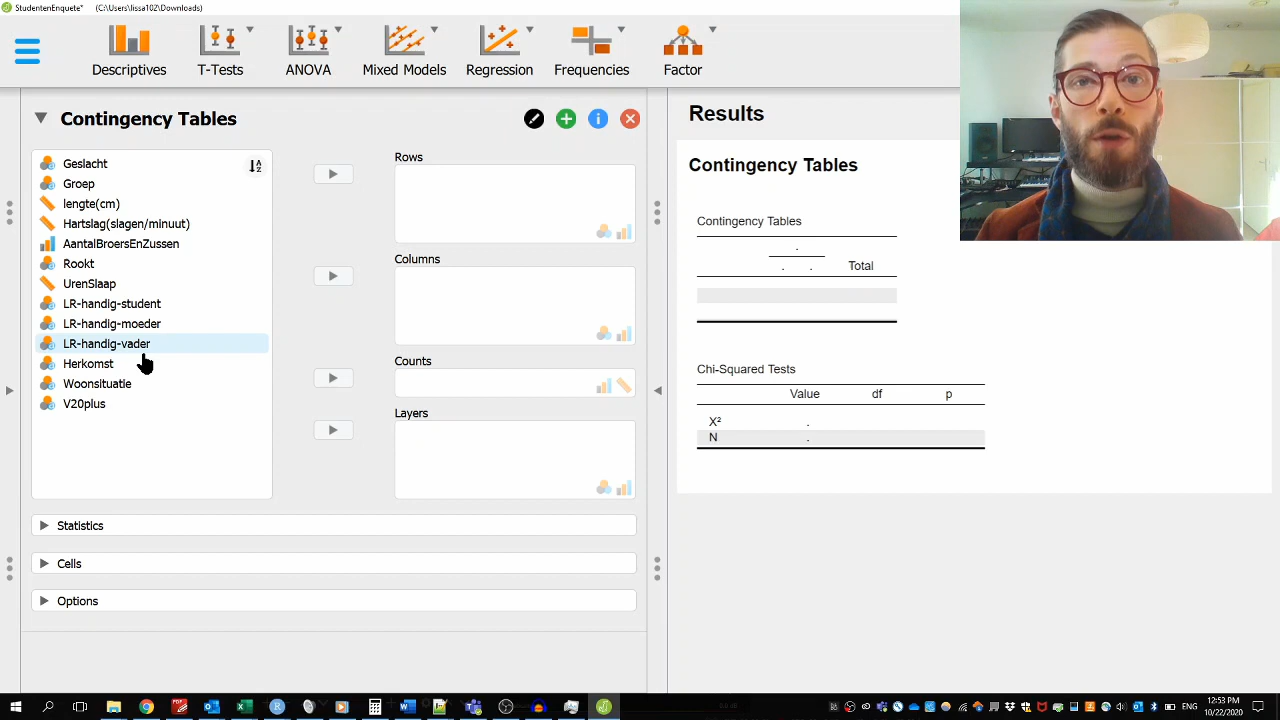 StudentenEnquete* (C:\Users\lissa102\Downloads)
Descriptives T-Tests ANOVA Mixed Models Regression Frequencies Factor
Contingency Tables
Geslacht
Groep
lengte(cm)
Hartslag(slagen/minuut)
AantalBroersEnZussen
Rookt
UrenSlaap
LR-handig-student
LR-handig-moeder
LR-handig-vader
Herkomst
Woonsituatie
V20plus
Rows
Columns
Counts
Layers
Statistics
Cells
Options
Results
Contingency Tables
Contingency Tables
.
. . Total
Chi-Squared Tests
Value df p
Χ² .
N .
12:53 PM
10/22/2020